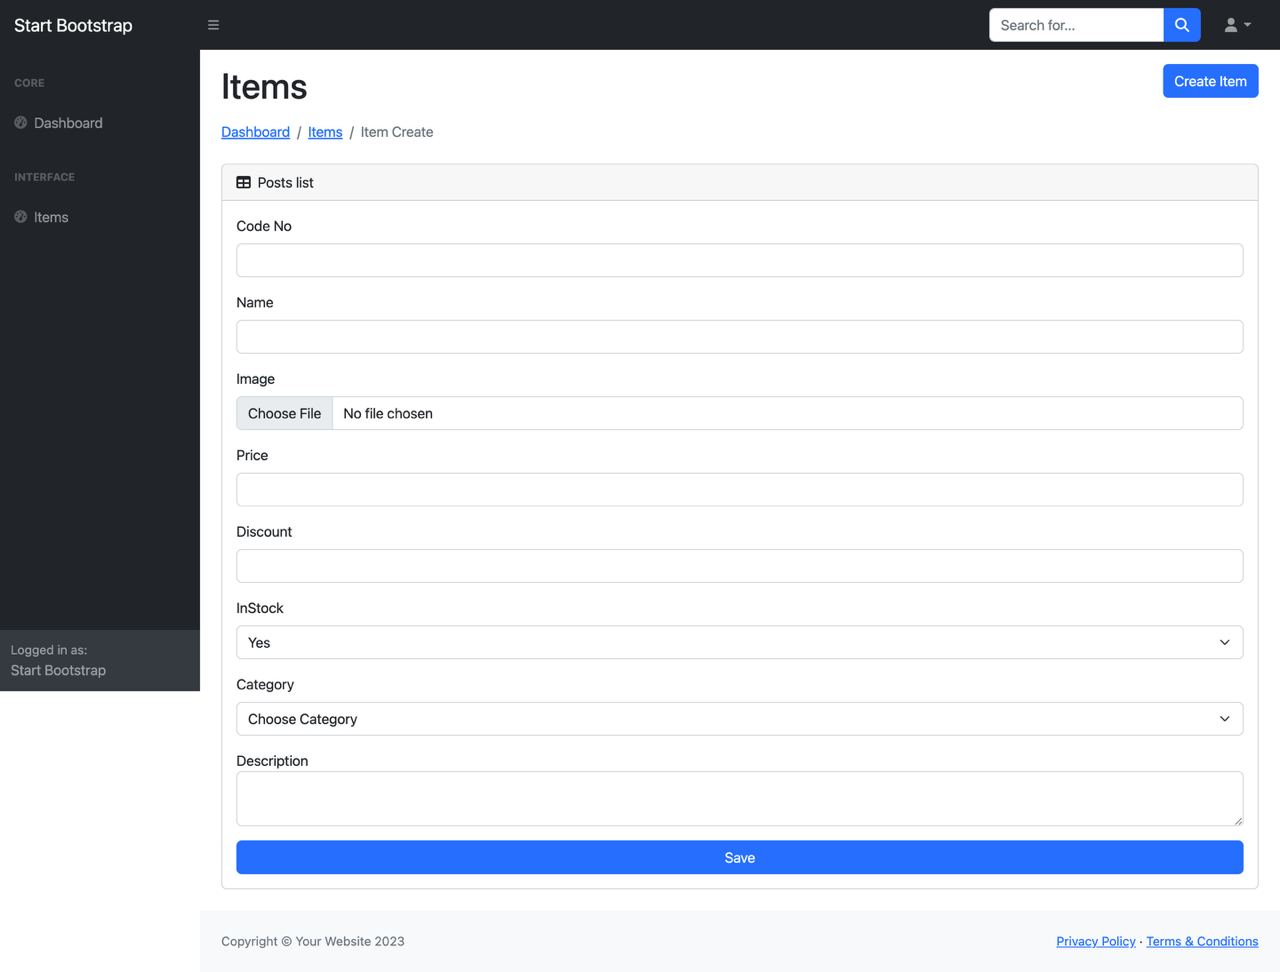 Start Bootstrap
Search for...
CORE
Dashboard
INTERFACE
Items
Logged in as:
Start Bootstrap
Items
Create Item
Dashboard / Items / Item Create
Posts list
Code No
Name
Image
Choose File No file chosen
Price
Discount
InStock
Yes
Category
Choose Category
Description
Save
Copyright © Your Website 2023
Privacy Policy · Terms & Conditions